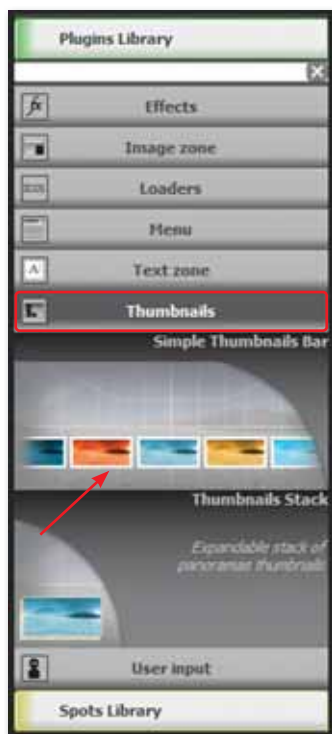 Plugins Library
fx Effects
Image zone
Loaders
Menu
A Text zone
Thumbnails
Simple Thumbnails Bar
Thumbnails Stack
Expandable stack of
panoramas thumbnails
User input
Spots Library